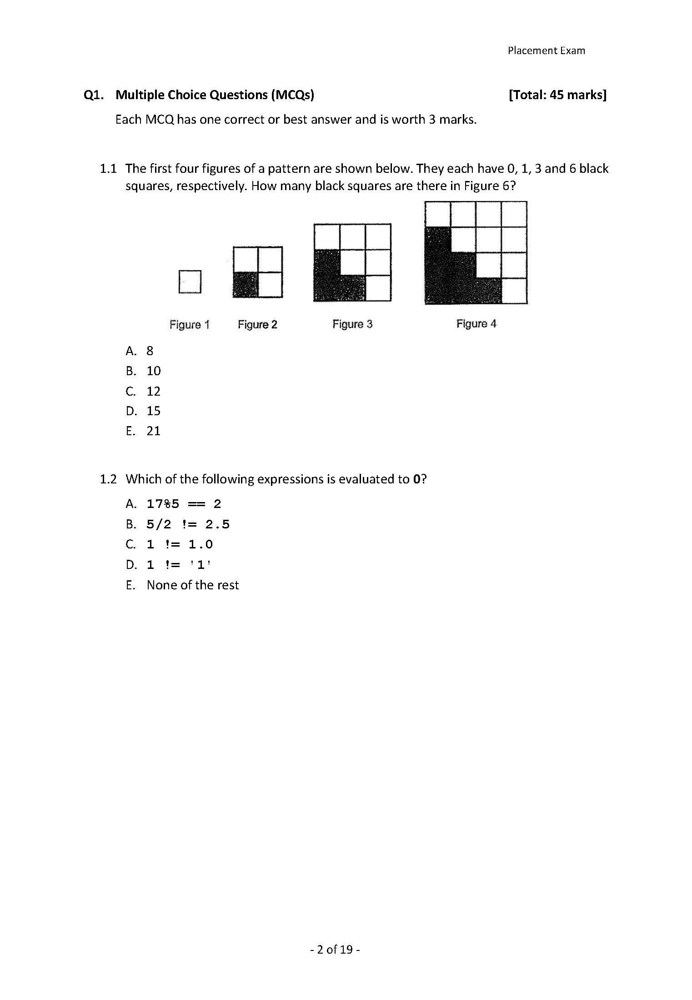 Placement Exam
Q1. Multiple Choice Questions (MCQs) [Total: 45 marks]
Each MCQ has one correct or best answer and is worth 3 marks.
1.1 The first four figures of a pattern are shown below. They each have 0, 1, 3 and 6 black
squares, respectively. How many black squares are there in Figure 6?
Figure 1 Figure 2 Figure 3 Figure 4
A. 8
B. 10
C. 12
D. 15
E. 21
1.2 Which of the following expressions is evaluated to 0?
A. 17%5 == 2
B. 5/2 != 2.5
C. 1 != 1.0
D. 1 != '1'
E. None of the rest
- 2 of 19 -